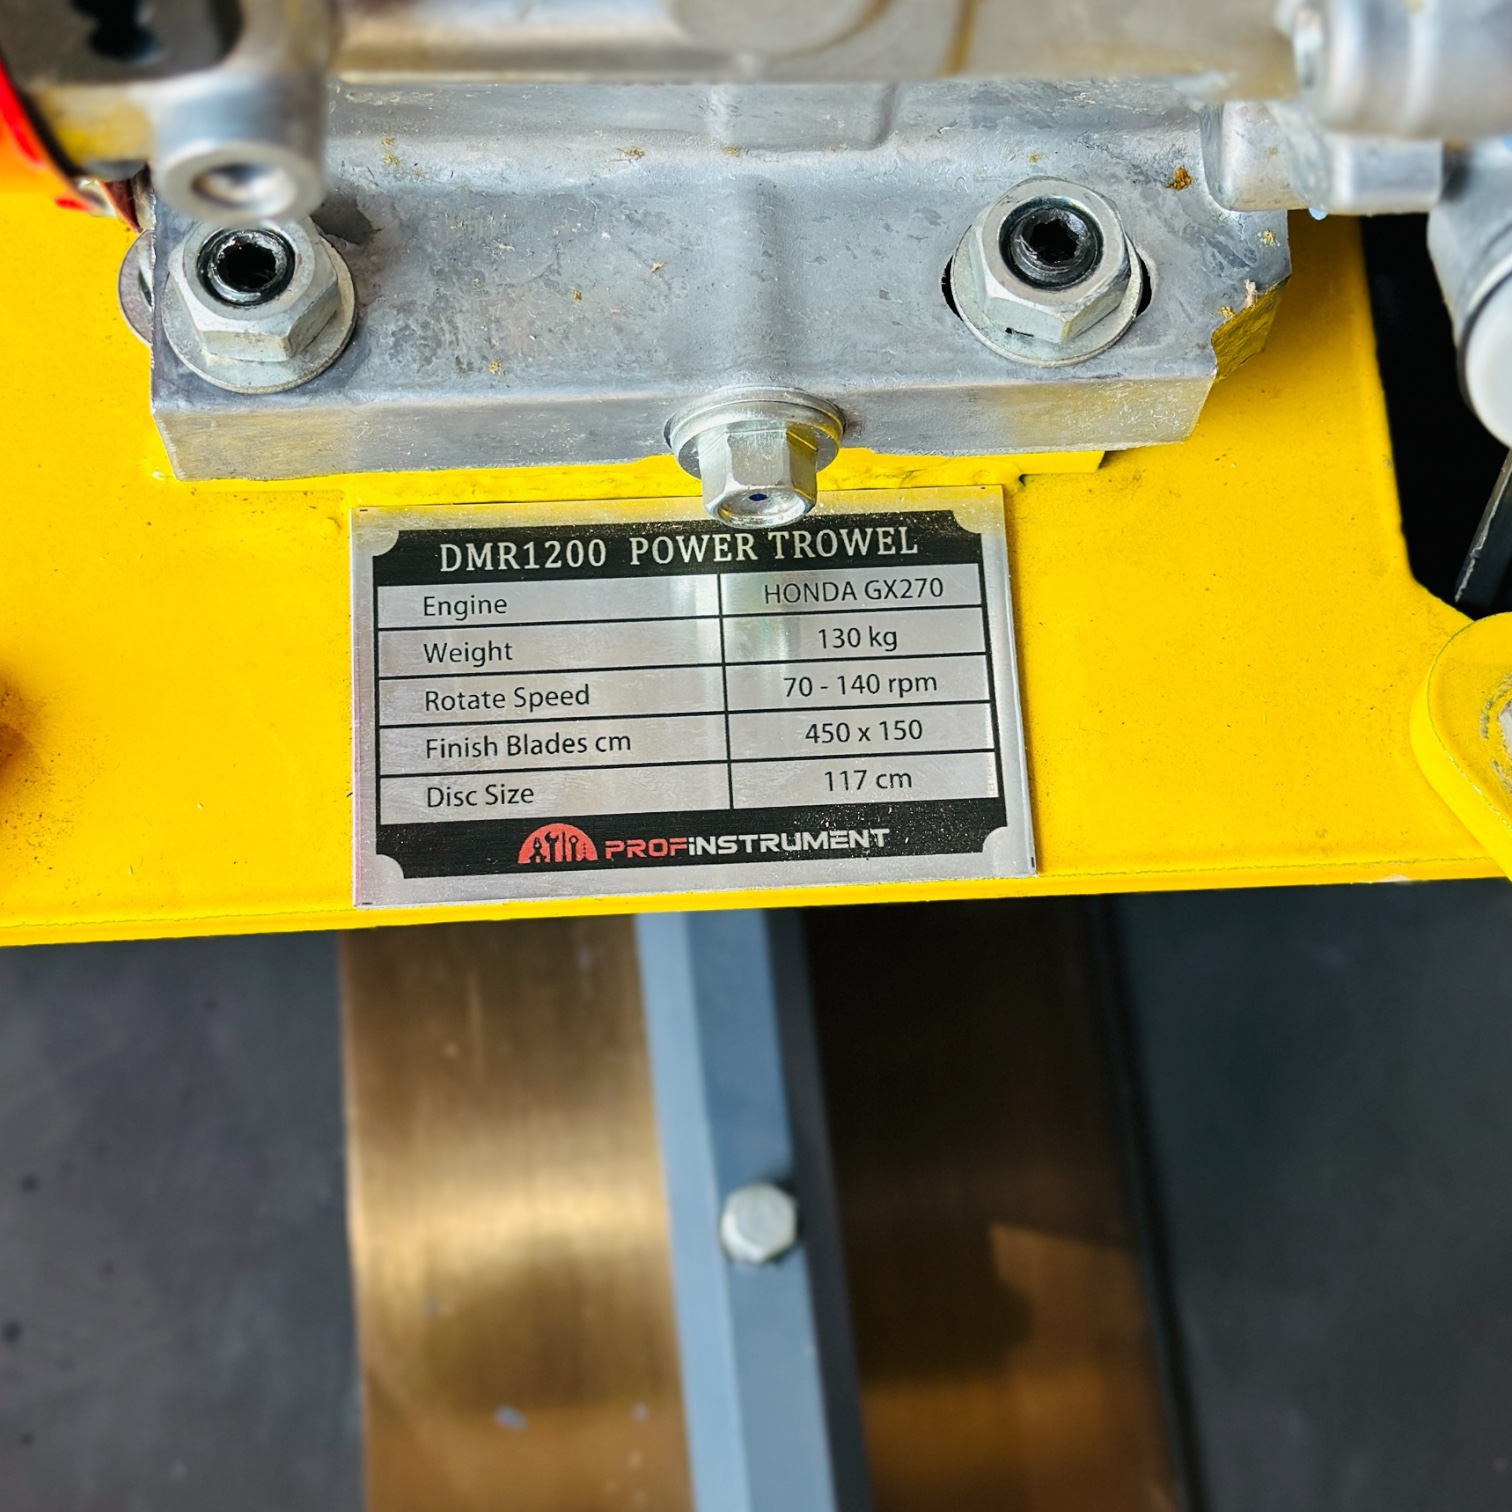 DMR1200 POWER TROWEL
Engine HONDA GX270
Weight 130 kg
Rotate Speed 70 - 140 rpm
Finish Blades cm 450 x 150
Disc Size 117 cm
PROFiNSTRUMENT